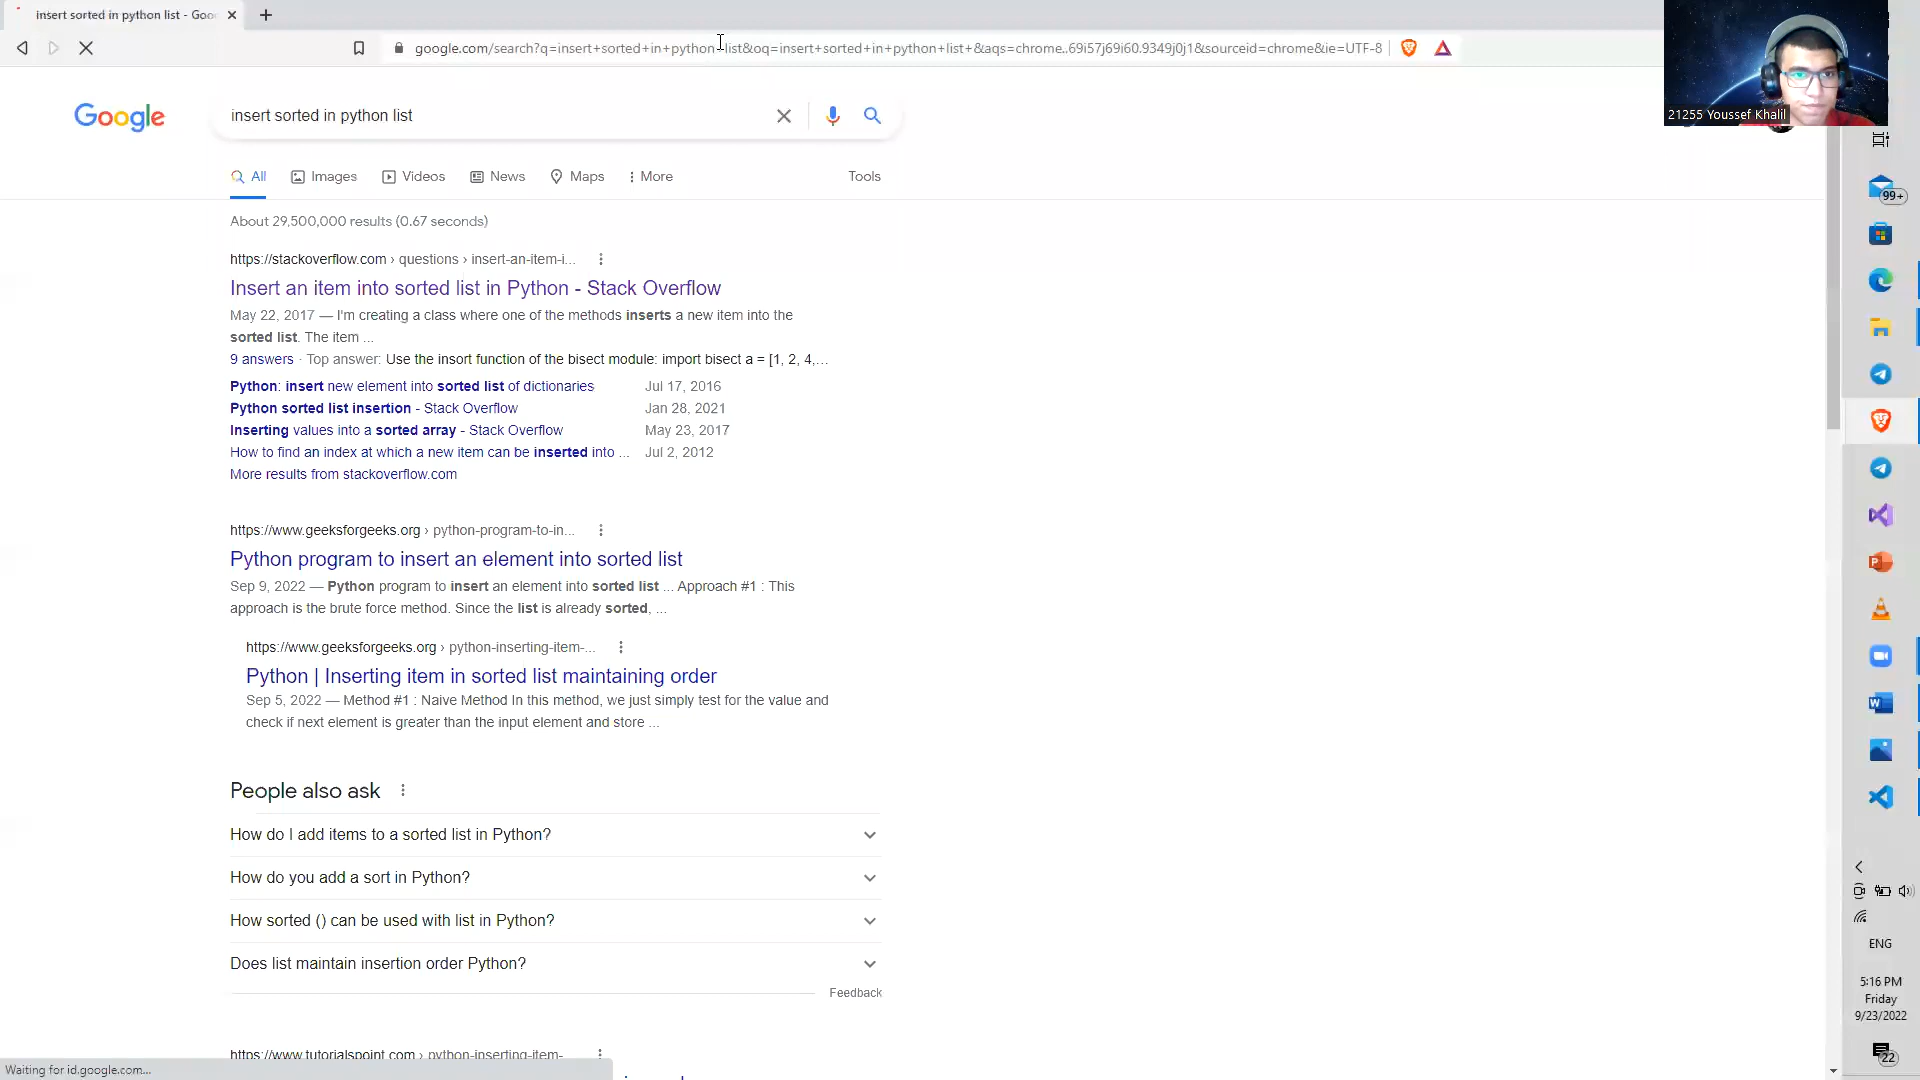 insert sorted in python list - Goo
google.com/search?q=insert+sorted+in+python+list&oq=insert+sorted+in+python+list+&aqs=chrome..69i57j69i60.9349j0j1&sourceid=chrome&ie=UTF-8
21255 Youssef Khalil
Google
insert sorted in python list
All
Images
Videos
News
Maps
More
Tools
About 29,500,000 results (0.67 seconds)
https://stackoverflow.com › questions › insert-an-item-i...
Insert an item into sorted list in Python - Stack Overflow
May 22, 2017 — I'm creating a class where one of the methods inserts a new item into the
sorted list. The item ...
9 answers · Top answer: Use the insort function of the bisect module: import bisect a = [1, 2, 4,...
Python: insert new element into sorted list of dictionaries Jul 17, 2016
Python sorted list insertion - Stack Overflow Jan 28, 2021
Inserting values into a sorted array - Stack Overflow May 23, 2017
How to find an index at which a new item can be inserted into ... Jul 2, 2012
More results from stackoverflow.com
https://www.geeksforgeeks.org › python-program-to-in...
Python program to insert an element into sorted list
Sep 9, 2022 — Python program to insert an element into sorted list ... Approach #1 : This
approach is the brute force method. Since the list is already sorted, ...
https://www.geeksforgeeks.org › python-inserting-item-...
Python | Inserting item in sorted list maintaining order
Sep 5, 2022 — Method #1 : Naive Method In this method, we just simply test for the value and
check if next element is greater than the input element and store ...
People also ask
How do I add items to a sorted list in Python?
How do you add a sort in Python?
How sorted () can be used with list in Python?
Does list maintain insertion order Python?
Feedback
https://www.tutorialspoint.com › python-inserting-item-
Waiting for id.google.com...
99+
ENG
5:16 PM
Friday
9/23/2022
22